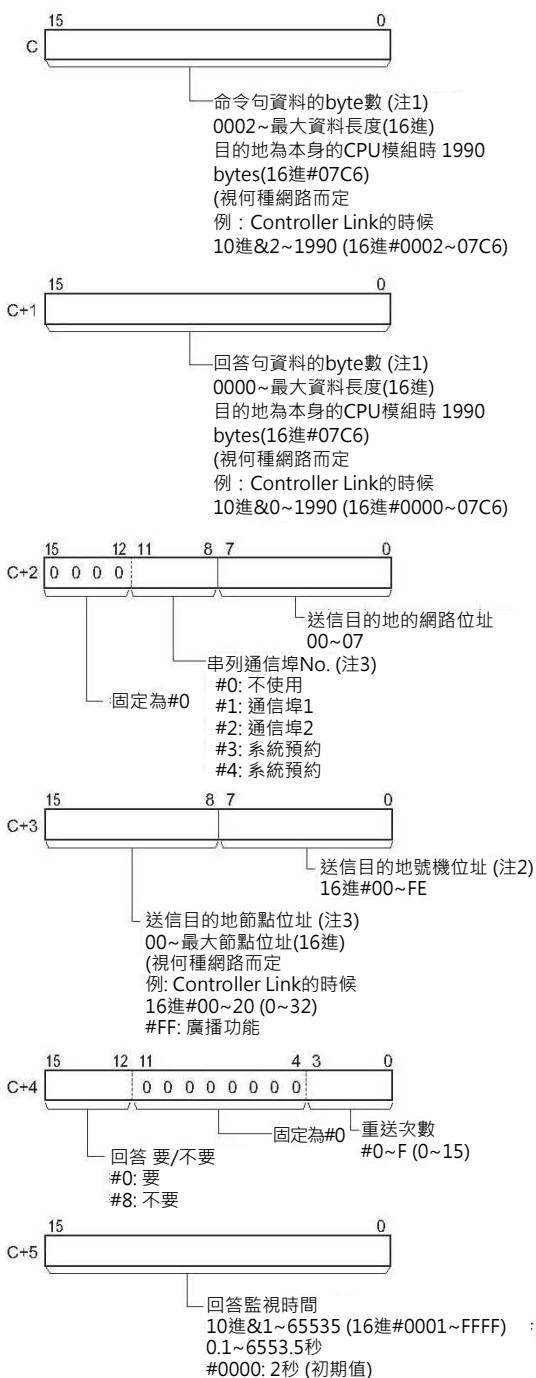 15 0
C
命令句資料的byte數 (注1)
0002~最大資料長度(16進)
目的地為本身的CPU模組時 1990
bytes(16進#07C6)
(視何種網路而定
例：Controller Link的時候
10進&2~1990 (16進#0002~07C6)
15 0
C+1
回答句資料的byte數 (注1)
0000~最大資料長度(16進)
目的地為本身的CPU模組時 1990
bytes(16進#07C6)
(視何種網路而定
例：Controller Link的時候
10進&0~1990 (16進#0000~07C6)
15 12 11 8 7 0
C+2 0 0 0 0
送信目的地的網路位址
00~07
串列通信埠No. (注3)
#0: 不使用
#1: 通信埠1
#2: 通信埠2
#3: 系統預約
#4: 系統預約
固定為#0
15 8 7 0
C+3
送信目的地號機位址 (注2)
16進#00~FE
送信目的地節點位址 (注3)
00~最大節點位址(16進)
(視何種網路而定
例: Controller Link的時候
16進#00~20 (0~32)
#FF: 廣播功能
15 12 11 4 3 0
C+4 0 0 0 0 0 0 0 0
固定為#0
重送次數
#0~F (0~15)
回答 要/不要
#0: 要
#8: 不要
15 0
C+5
回答監視時間
10進&1~65535 (16進#0001~FFFF)
0.1~6553.5秒
#0000: 2秒 (初期值)